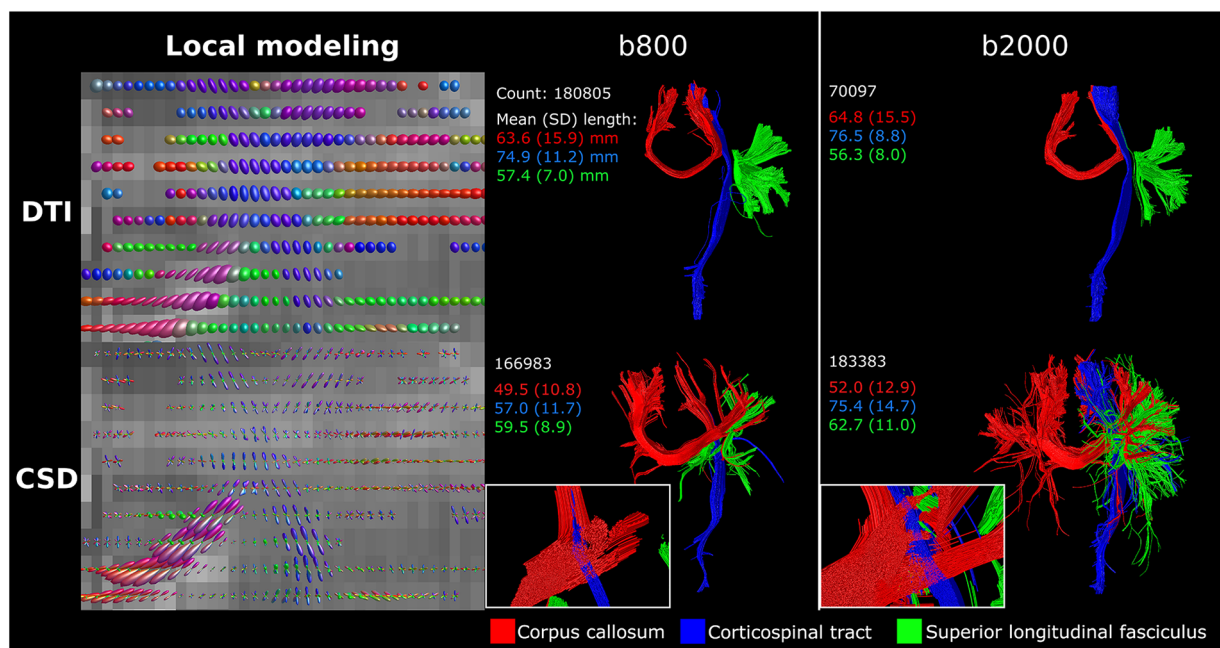 Local modeling
b800
b2000
DTI
Count: 180805
Mean (SD) length:
63.6 (15.9) mm
74.9 (11.2) mm
57.4 (7.0) mm
70097
64.8 (15.5)
76.5 (8.8)
56.3 (8.0)
CSD
166983
49.5 (10.8)
57.0 (11.7)
59.5 (8.9)
183383
52.0 (12.9)
75.4 (14.7)
62.7 (11.0)
Corpus callosum
Corticospinal tract
Superior longitudinal fasciculus